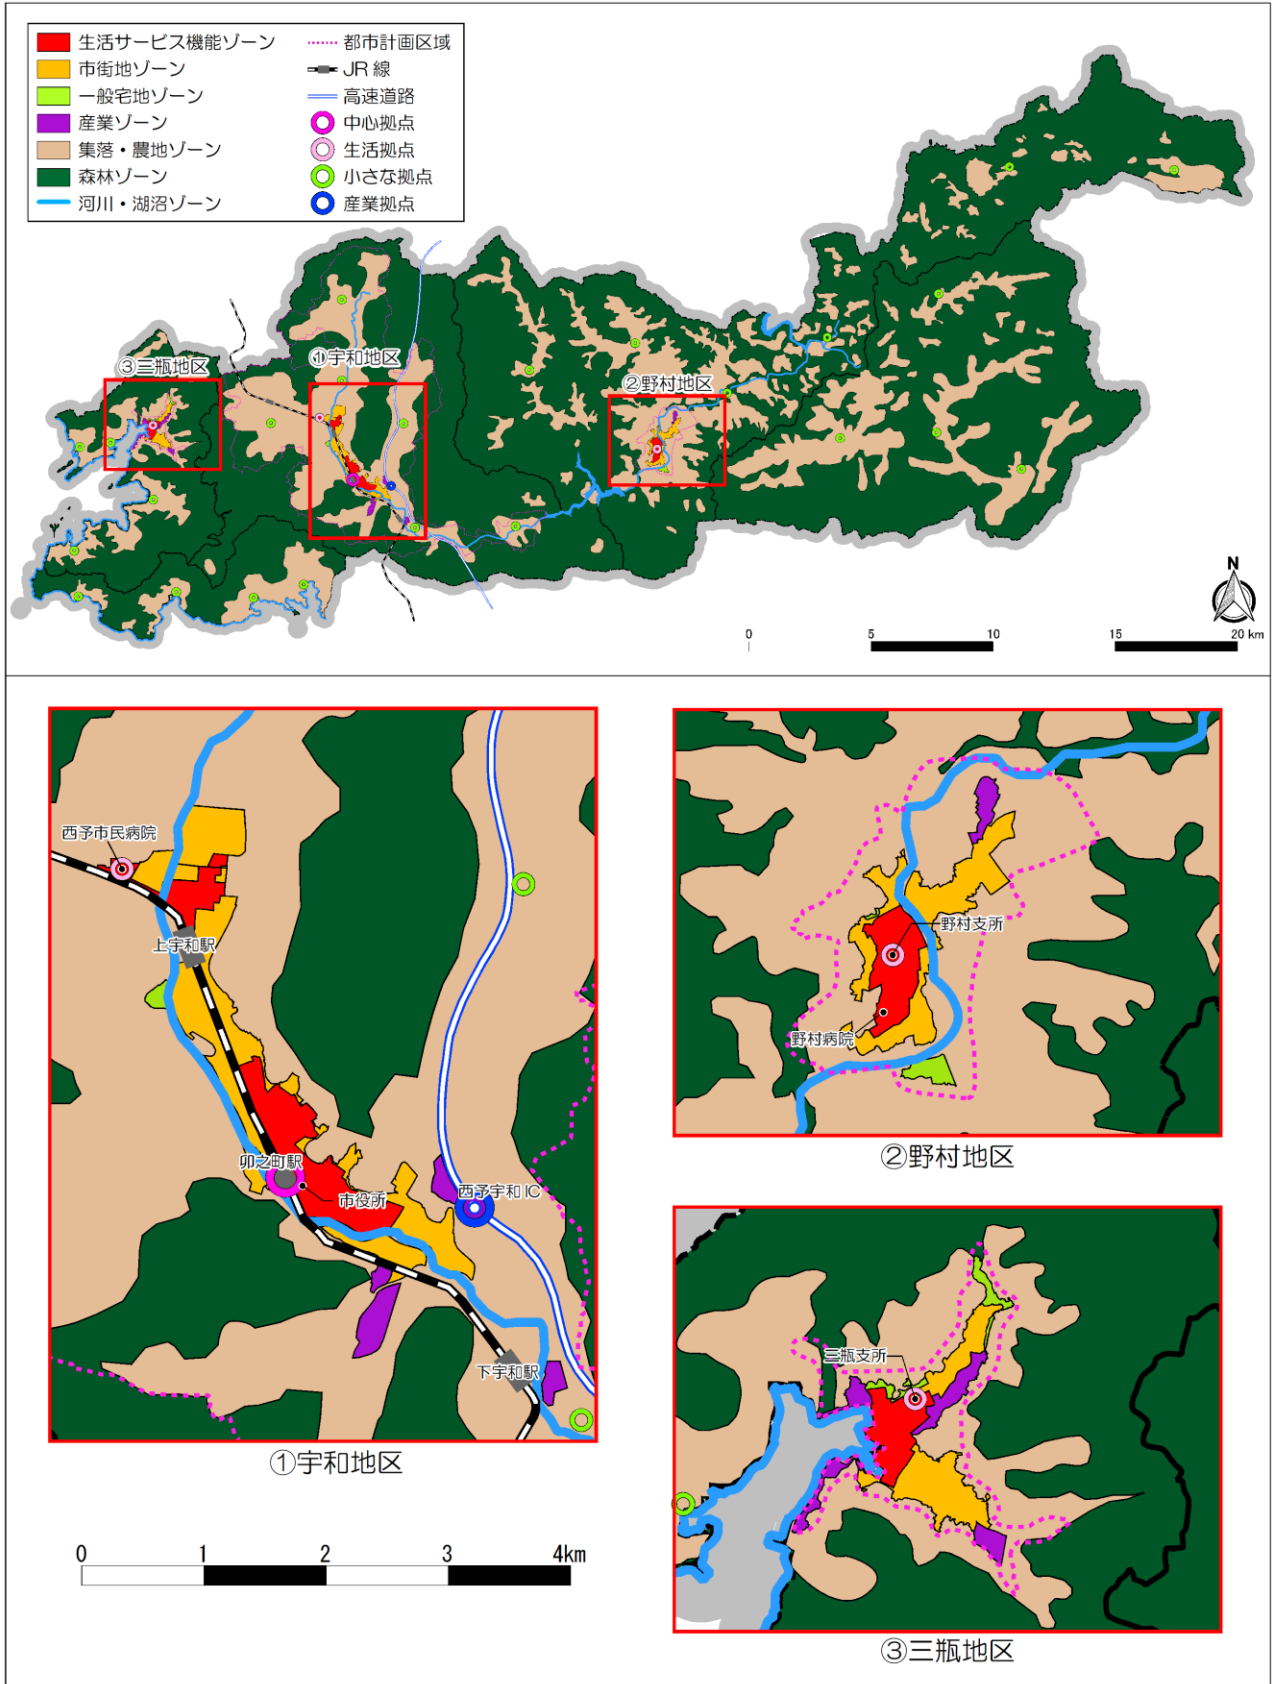 生活サービス機能ゾーン
市街地ゾーン
一般宅地ゾーン
産業ゾーン
集落・農地ゾーン
森林ゾーン
河川・湖沼ゾーン
都市計画区域
JR 線
高速道路
中心拠点
生活拠点
小さな拠点
産業拠点
③三瓶地区
①宇和地区
②野村地区
N
0 5 10 15 20 km
西予市民病院
上宇和駅
卯之町駅
市役所
西予宇和 IC
下宇和駅
①宇和地区
0 1 2 3 4km
野村支所
野村病院
②野村地区
三瓶支所
③三瓶地区